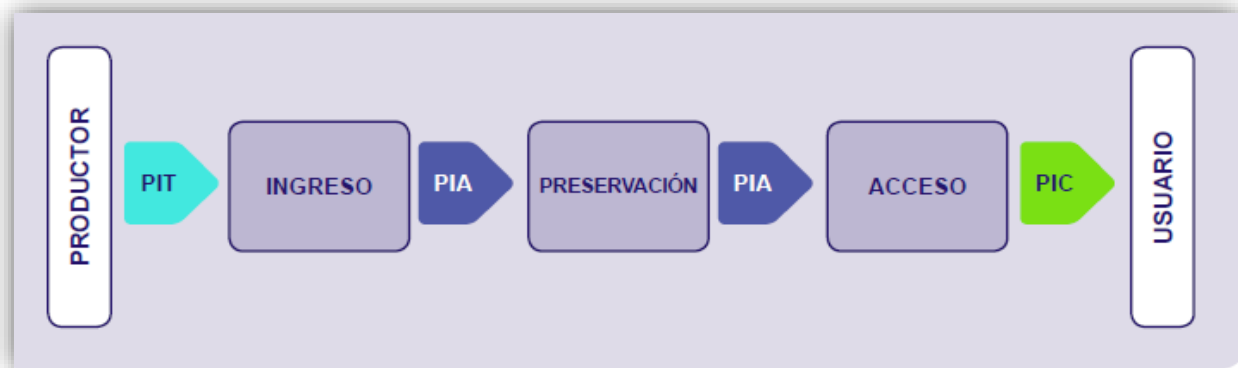 PRODUCTOR
PIT
INGRESO
PIA
PRESERVACIÓN
PIA
ACCESO
PIC
USUARIO